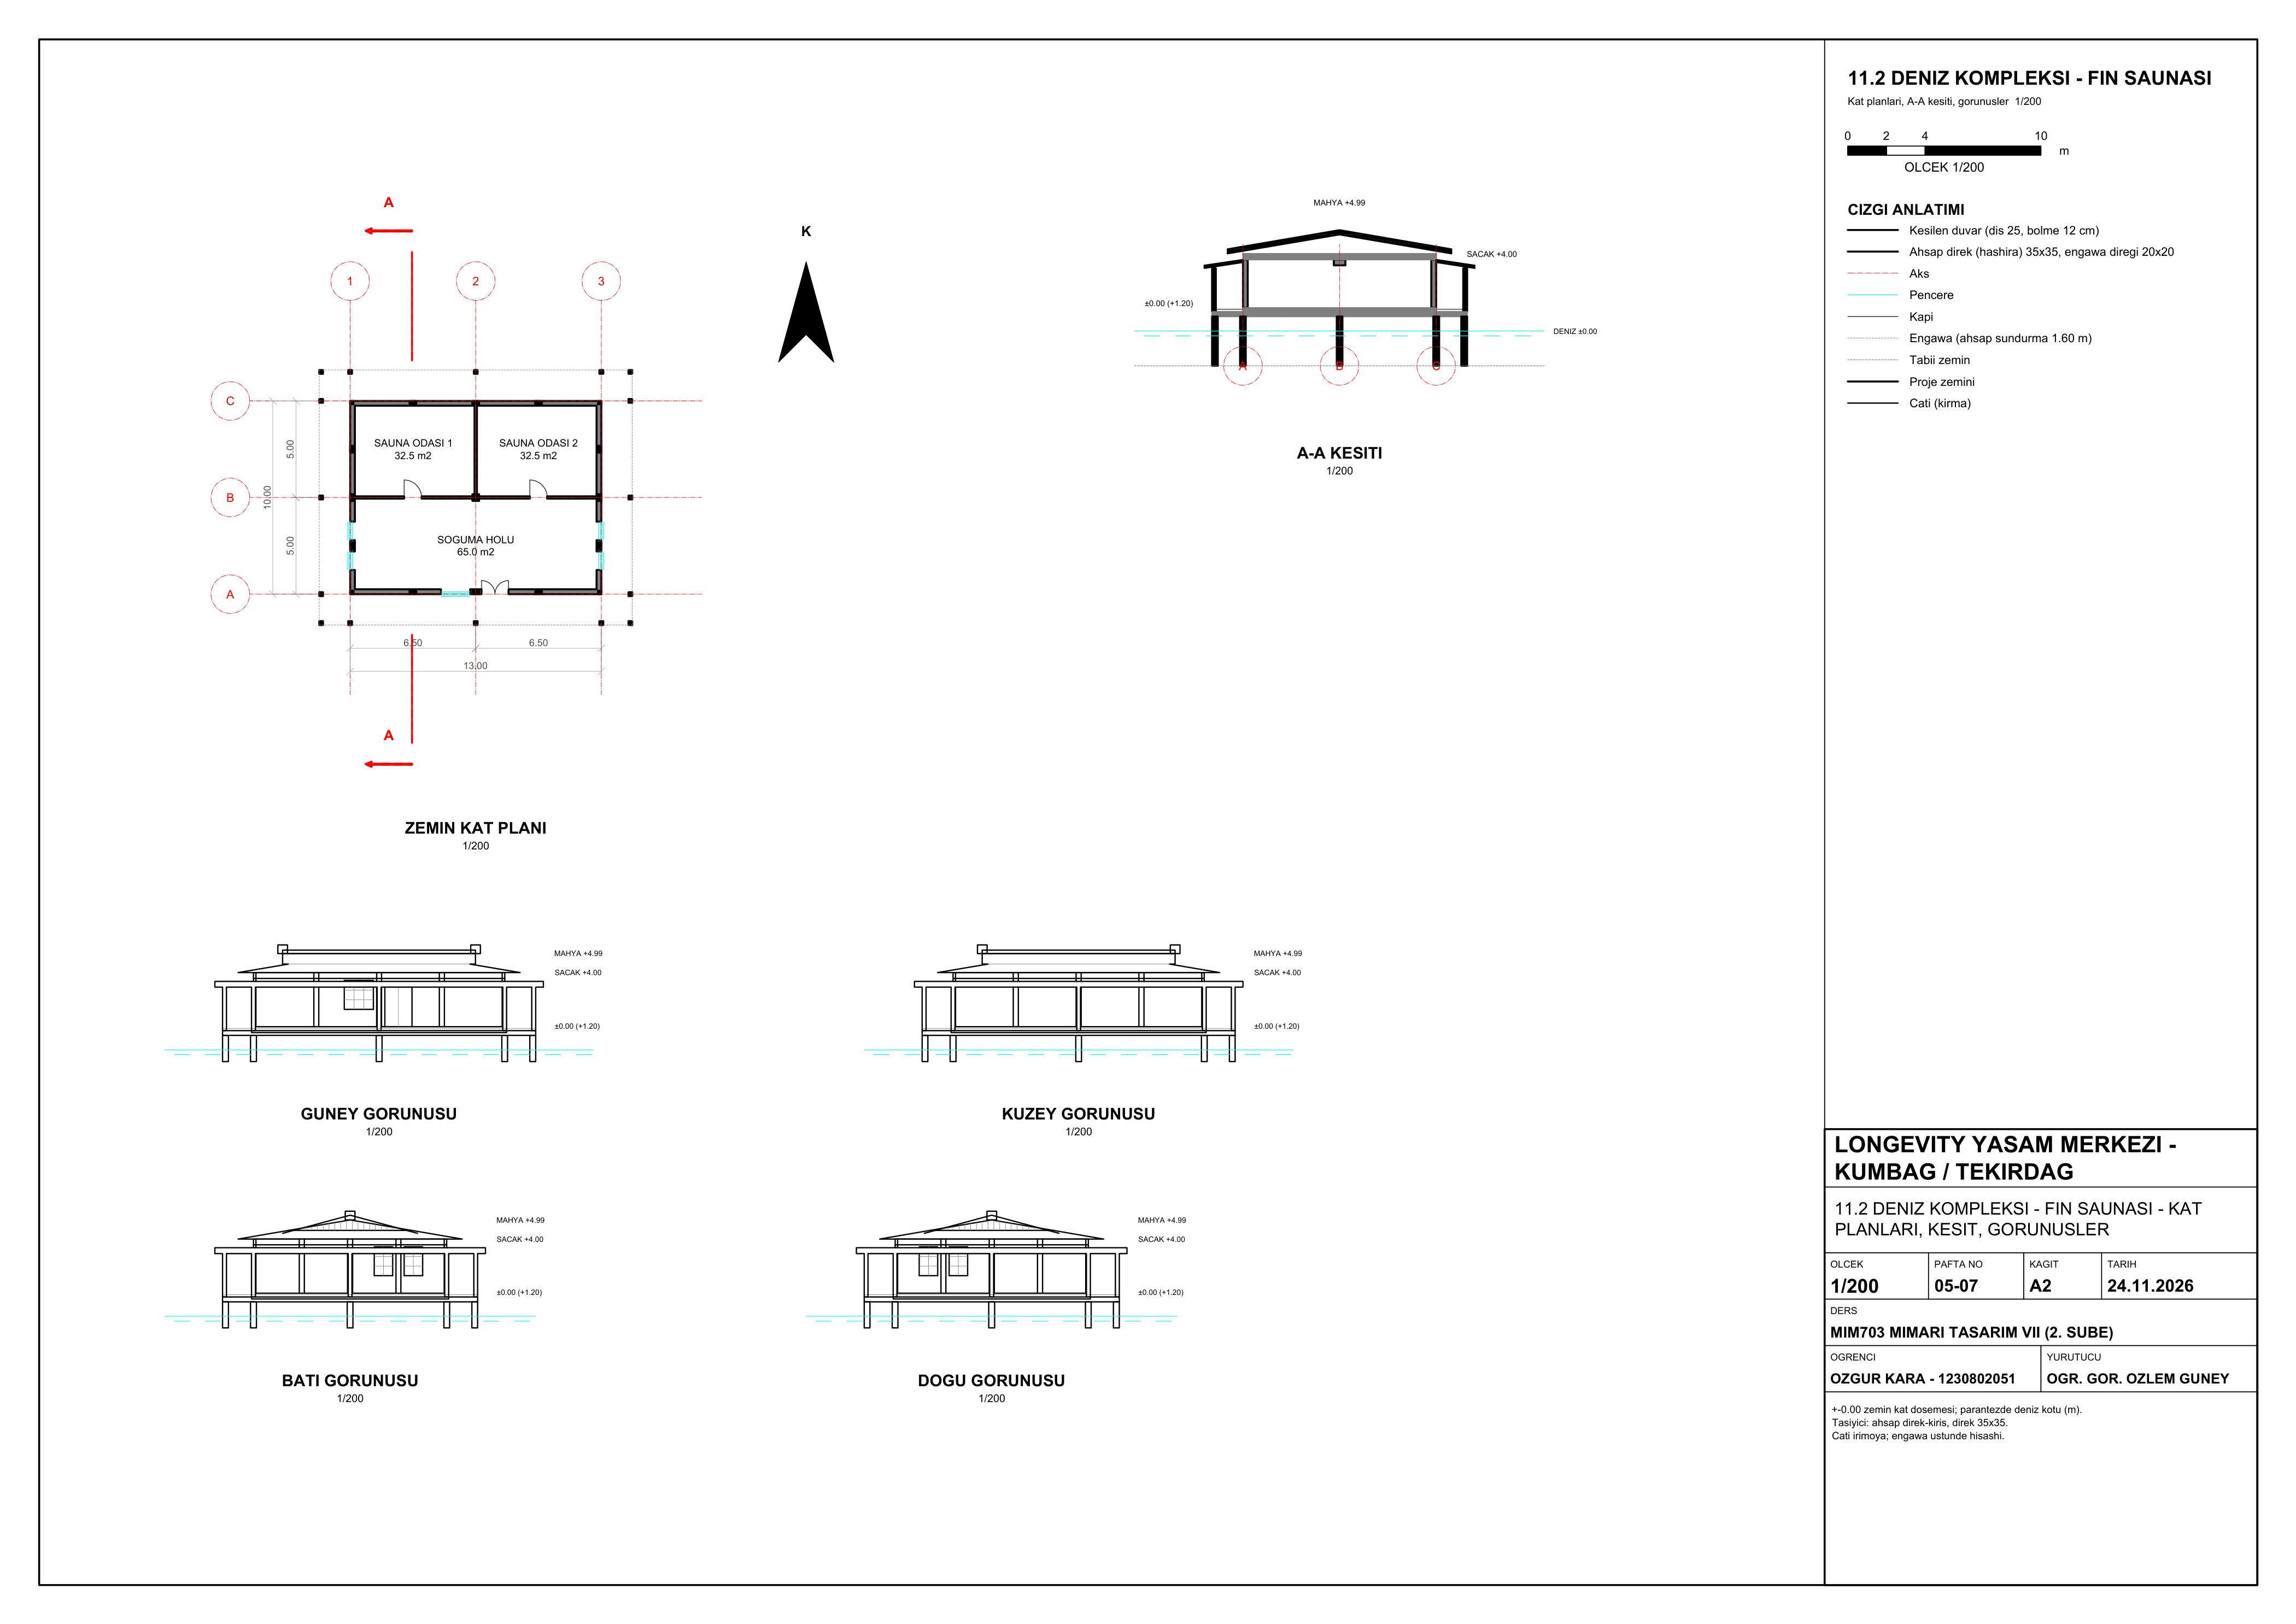 11.2 DENIZ KOMPLEKSI - FIN SAUNASI
Kat planlari, A-A kesiti, gorunusler 1/200
0 2 4 10
m
OLCEK 1/200
CIZGI ANLATIMI
Kesilen duvar (dis 25, bolme 12 cm)
Ahsap direk (hashira) 35x35, engawa diregi 20x20
Aks
Pencere
Kapi
Engawa (ahsap sundurma 1.60 m)
Tabii zemin
Proje zemini
Cati (kirma)
A
K
1 2 3
C
B
A
5.00
10.00
5.00
SAUNA ODASI 1
32.5 m2
SAUNA ODASI 2
32.5 m2
SOGUMA HOLU
65.0 m2
6.50 6.50
13.00
A
ZEMIN KAT PLANI
1/200
MAHYA +4.99
SACAK +4.00
±0.00 (+1.20)
DENIZ ±0.00
A B C
A-A KESITI
1/200
MAHYA +4.99
SACAK +4.00
±0.00 (+1.20)
GUNEY GORUNUSU
1/200
MAHYA +4.99
SACAK +4.00
±0.00 (+1.20)
KUZEY GORUNUSU
1/200
MAHYA +4.99
SACAK +4.00
±0.00 (+1.20)
BATI GORUNUSU
1/200
MAHYA +4.99
SACAK +4.00
±0.00 (+1.20)
DOGU GORUNUSU
1/200
LONGEVITY YASAM MERKEZI -
KUMBAG / TEKIRDAG
11.2 DENIZ KOMPLEKSI - FIN SAUNASI - KAT
PLANLARI, KESIT, GORUNUSLER
OLCEK PAFTA NO KAGIT TARIH
1/200 05-07 A2 24.11.2026
DERS
MIM703 MIMARI TASARIM VII (2. SUBE)
OGRENCI YURUTUCU
OZGUR KARA - 1230802051 OGR. GOR. OZLEM GUNEY
+-0.00 zemin kat dosemesi; parantezde deniz kotu (m).
Tasiyici: ahsap direk-kiris, direk 35x35.
Cati irimoya; engawa ustunde hisashi.